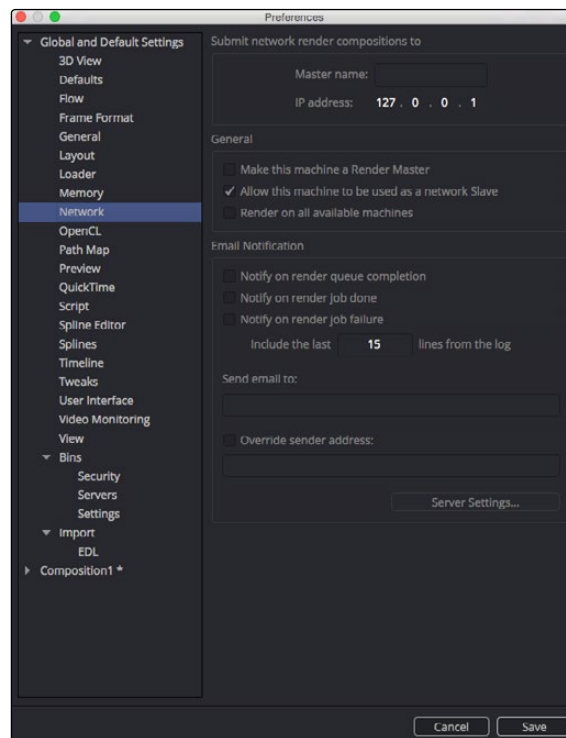 Preferences
Global and Default Settings
3D View
Defaults
Flow
Frame Format
General
Layout
Loader
Memory
Network
OpenCL
Path Map
Preview
QuickTime
Script
Spline Editor
Splines
Timeline
Tweaks
User Interface
Video Monitoring
View
Bins
Security
Servers
Settings
Import
EDL
Composition1 *
Submit network render compositions to
Master name:
IP address: 127 . 0 . 0 . 1
General
Make this machine a Render Master
Allow this machine to be used as a network Slave
Render on all available machines
Email Notification
Notify on render queue completion
Notify on render job done
Notify on render job failure
Include the last 15 lines from the log
Send email to:
Override sender address:
Server Settings...
Cancel Save